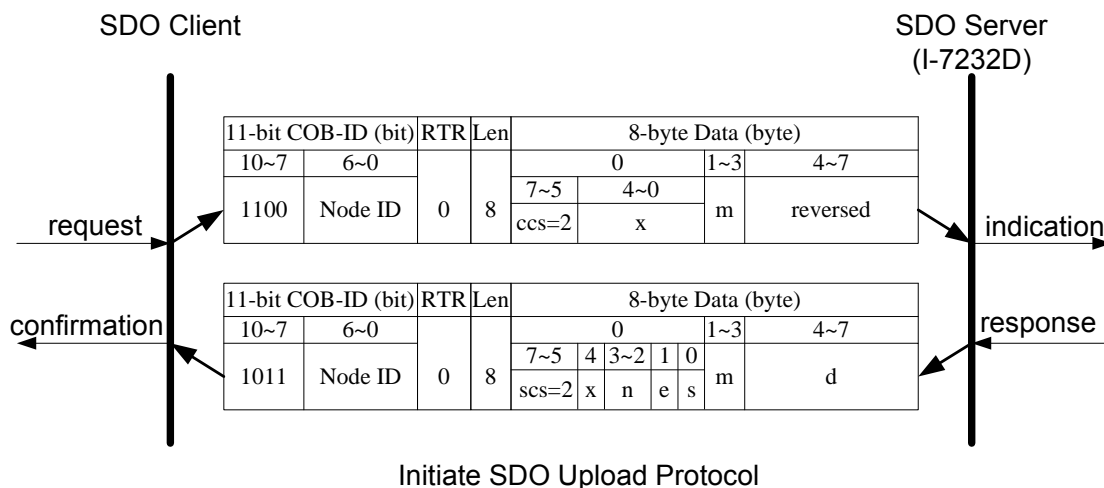 SDO Client
SDO Server
(I-7232D)
11-bit COB-ID (bit) RTR Len 8-byte Data (byte)
10~7 6~0 0 1~3 4~7
7~5 4~0
1100 Node ID 0 8 m reversed
ccs=2 x
request
indication
11-bit COB-ID (bit) RTR Len 8-byte Data (byte)
confirmation
response
10~7 6~0 0 1~3 4~7
7~5 4 3~2 1 0
1011 Node ID 0 8 m d
scs=2 x n e s
Initiate SDO Upload Protocol